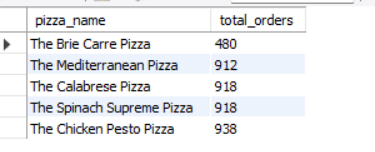 pizza_name total_orders
The Brie Carre Pizza 480
The Mediterranean Pizza 912
The Calabrese Pizza 918
The Spinach Supreme Pizza 918
The Chicken Pesto Pizza 938